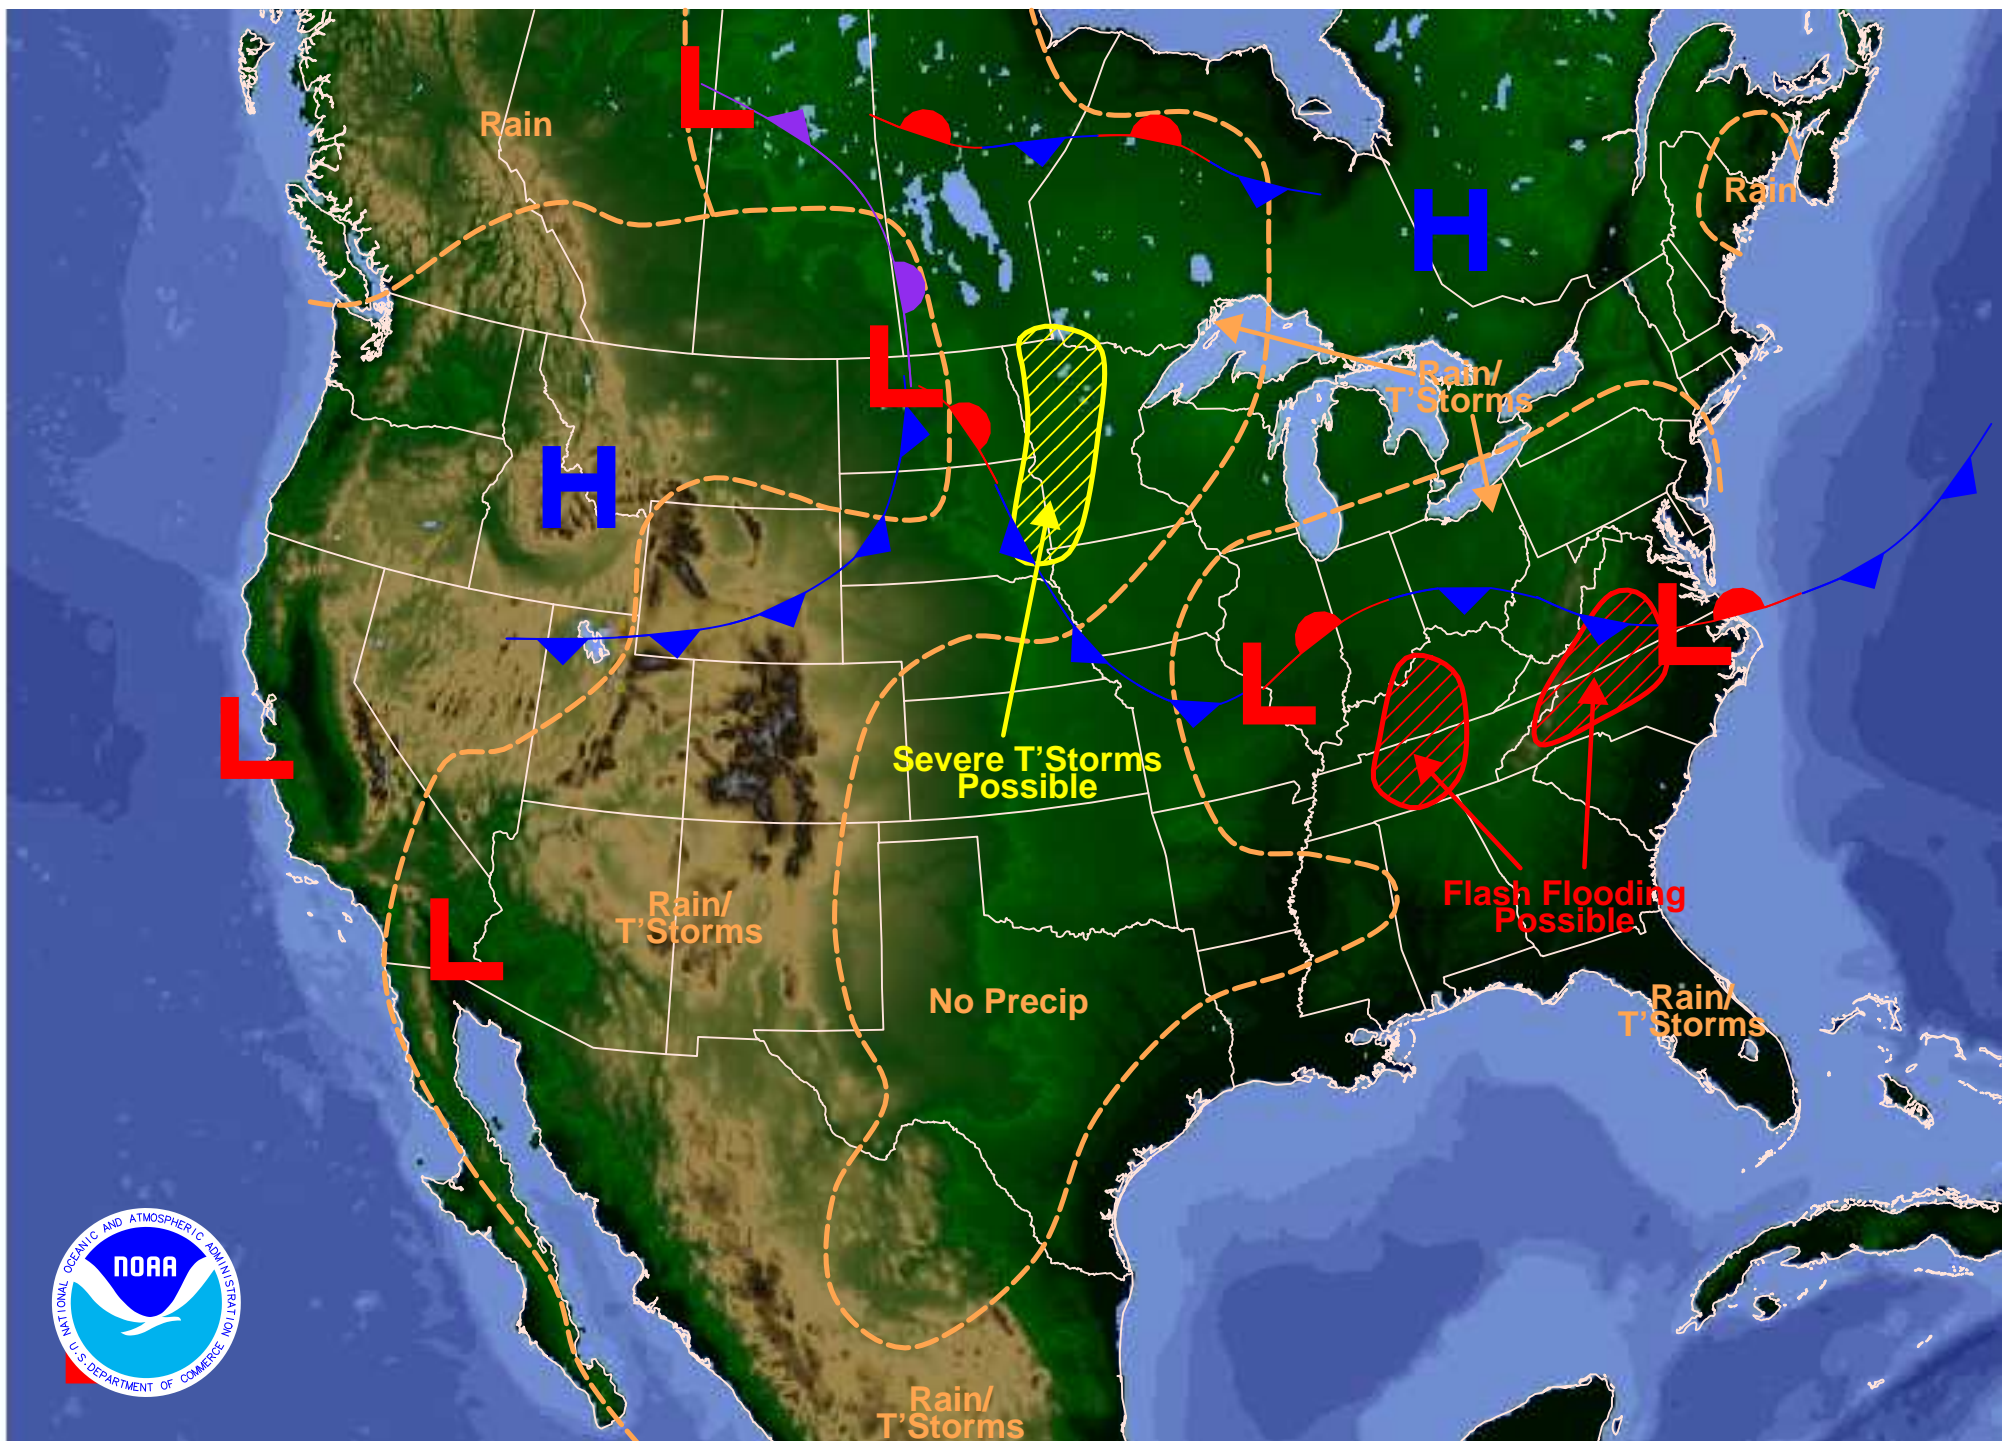 L
Rain
H
Rain
L
Rain/
T'Storms
H
L
L
L
Severe T'Storms
Possible
L
Rain/
T'Storms
Flash Flooding
Possible
No Precip
Rain/
T'Storms
NATIONAL OCEANIC AND ATMOSPHERIC ADMINISTRATION
NOAA
U.S. DEPARTMENT OF COMMERCE
Rain/
T'Storms